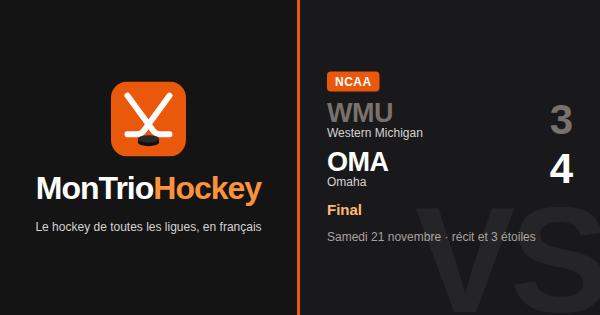 MonTrioHockey
Le hockey de toutes les ligues, en français
NCAA
WMU 3
Western Michigan
OMA 4
Omaha
Final
Samedi 21 novembre · récit et 3 étoiles
VS